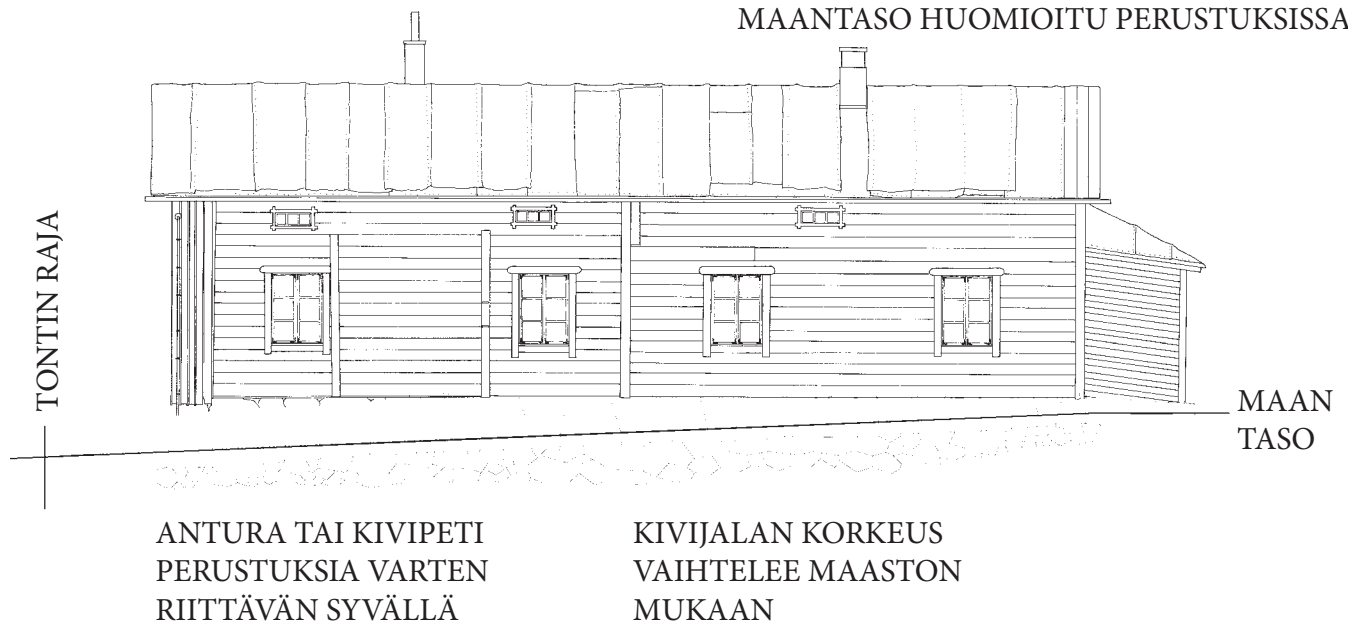 MAANTASO HUOMIOITU PERUSTUKSISSA
TONTIN RAJA
MAAN
TASO
ANTURA TAI KIVIPETI
PERUSTUKSIA VARTEN
RIITTÄVÄN SYVÄLLÄ
KIVIJALAN KORKEUS
VAIHTELEE MAASTON
MUKAAN